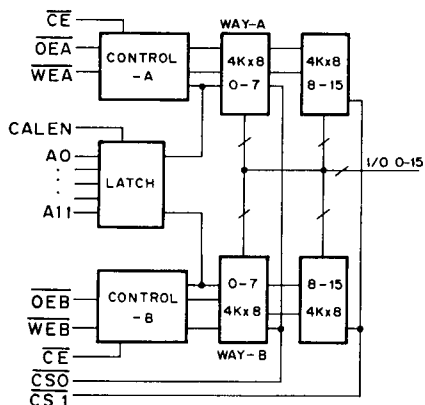 CE
OEA
WEA
CONTROL
-A
WAY-A
4Kx8
0-7
4Kx8
8-15
CALEN
A0
A11
LATCH
I/O 0-15
OEB
WEB
CE
CONTROL
-B
0-7
4Kx8
WAY-B
8-15
4Kx8
CS0
CS1